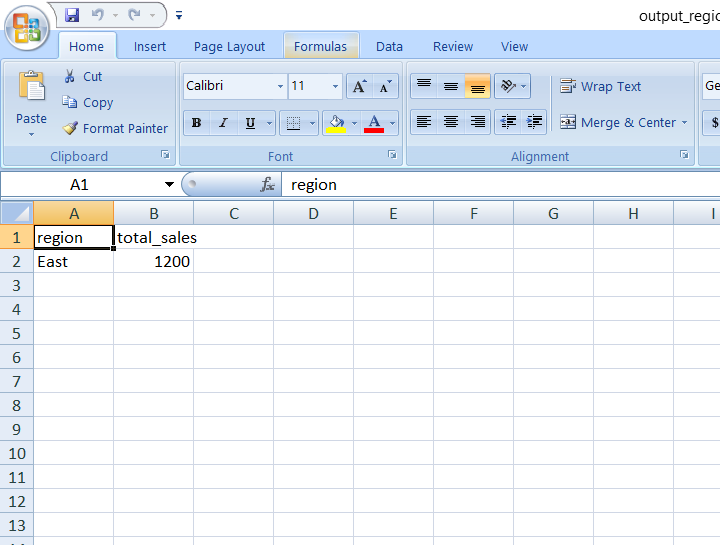 output_regio
Home Insert Page Layout Formulas Data Review View
Cut
Copy
Format Painter
Paste
Clipboard
Calibri 11 A A
B I U A
Font
Wrap Text
Merge & Center
Alignment
Ge
$
A1 fx region
A B C D E F G H I
1 region total_sales
2 East 1200
3
4
5
6
7
8
9
10
11
12
13